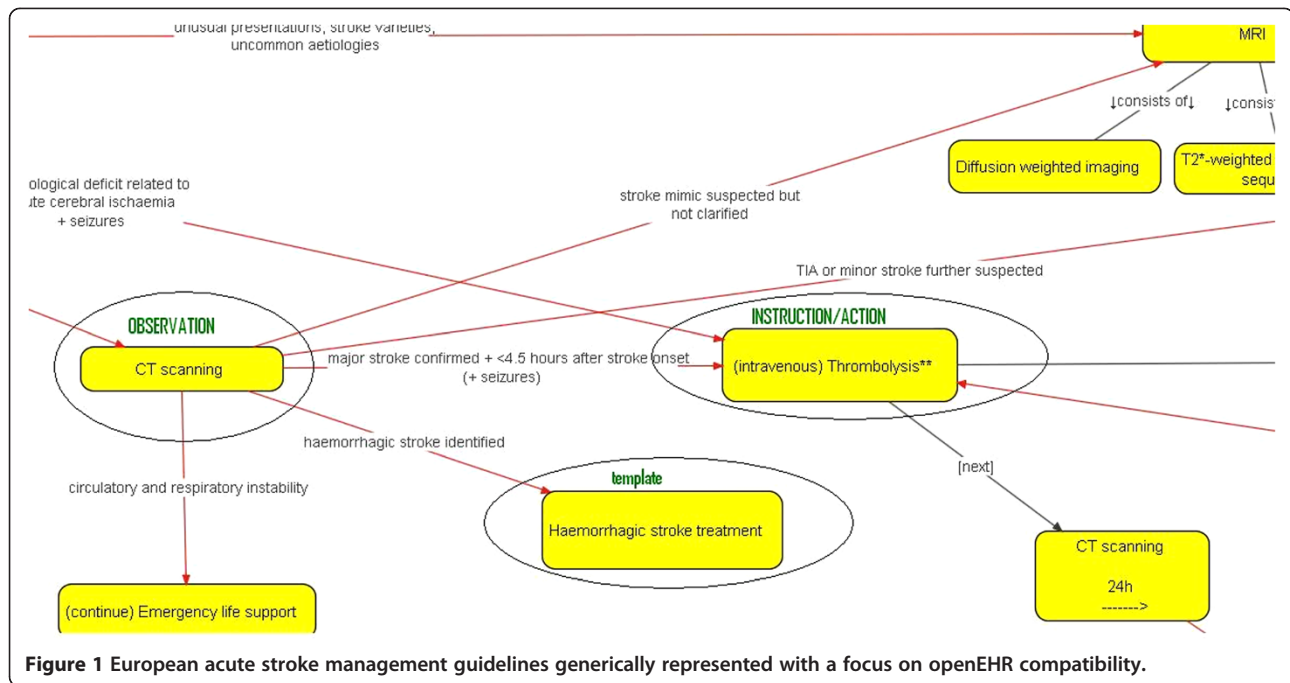 unusual presentations, stroke varieties,
uncommon aetiologies
MRI
↓consists of↓
↓consist
Diffusion weighted imaging
T2*-weighted
sequ
ological deficit related to
ute cerebral ischaemia
+ seizures
stroke mimic suspected but
not clarified
TIA or minor stroke further suspected
OBSERVATION
CT scanning
major stroke confirmed + <4.5 hours after stroke onset
(+ seizures)
INSTRUCTION/ACTION
(intravenous) Thrombolysis**
haemorrhagic stroke identified
[next]
circulatory and respiratory instability
template
Haemorrhagic stroke treatment
CT scanning
24h
------->
(continue) Emergency life support
Figure 1 European acute stroke management guidelines generically represented with a focus on openEHR compatibility.